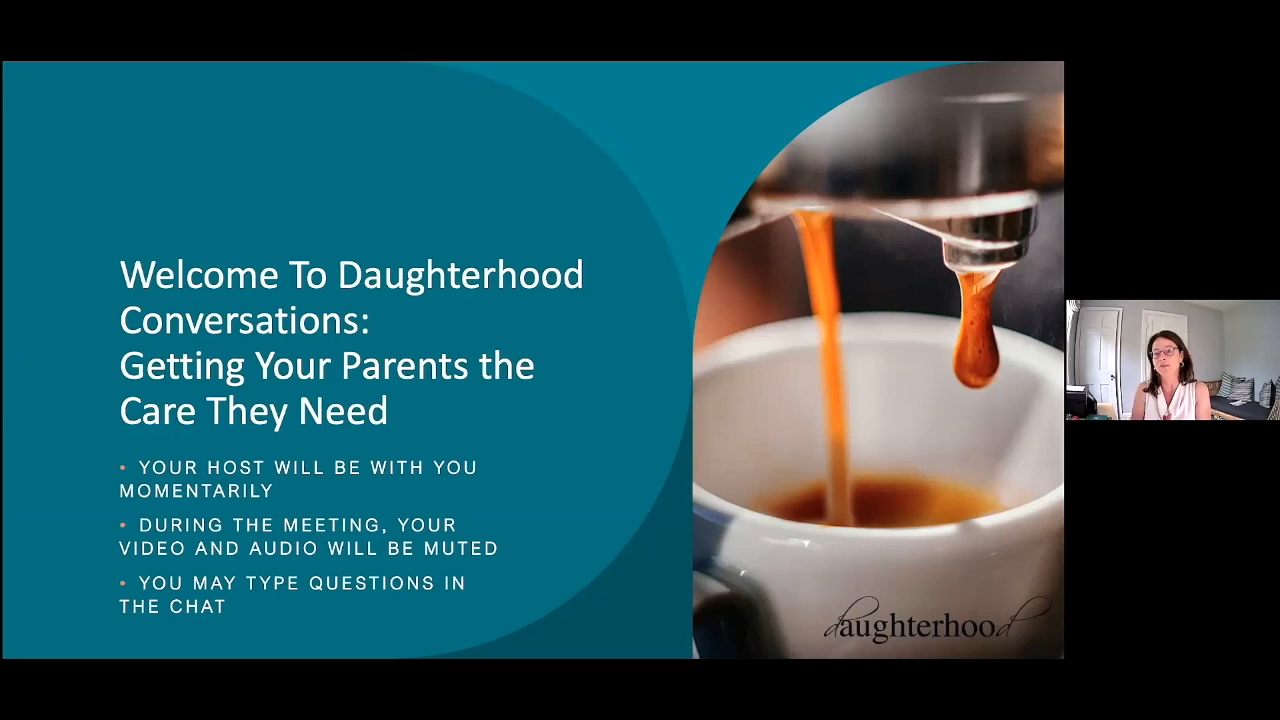 Welcome To Daughterhood
Conversations:
Getting Your Parents the
Care They Need
• YOUR HOST WILL BE WITH YOU
MOMENTARILY
• DURING THE MEETING, YOUR
VIDEO AND AUDIO WILL BE MUTED
• YOU MAY TYPE QUESTIONS IN
THE CHAT
daughterhood